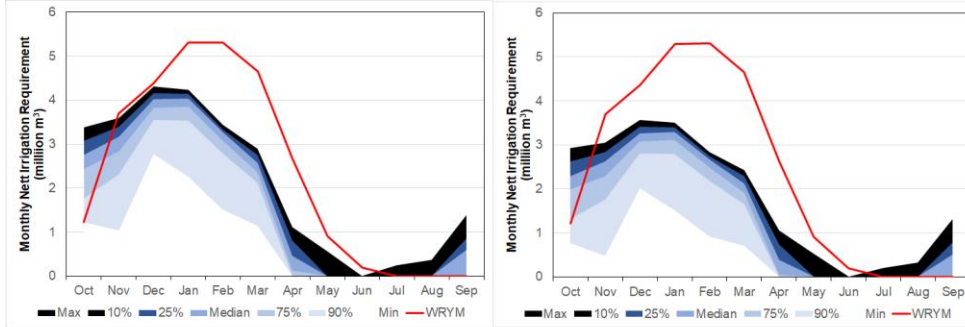 Monthly Nett Irrigation Requirement
(million m³)
6
5
4
3
2
1
0
Oct Nov Dec Jan Feb Mar Apr May Jun Jul Aug Sep
Max 10% 25% Median 75% 90% Min WRYM
Monthly Nett Irrigation Requirement
(million m³)
6
5
4
3
2
1
0
Oct Nov Dec Jan Feb Mar Apr May Jun Jul Aug Sep
Max 10% 25% Median 75% 90% Min WRYM